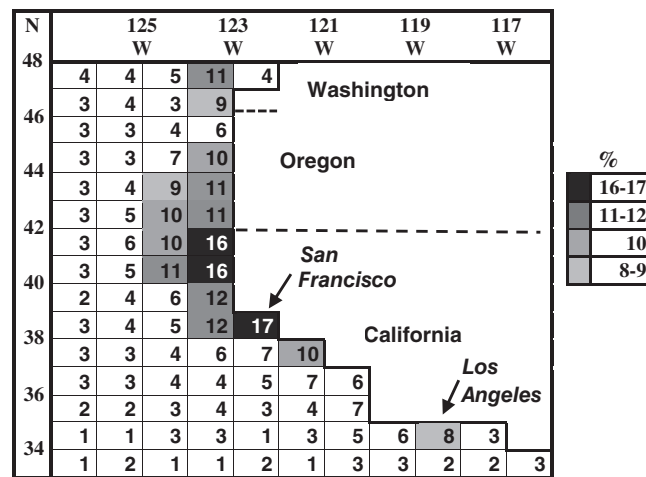 N 125 W 123 W 121 W 119 W 117 W
48
4 4 5 11 4 Washington
3 4 3 9
46
3 3 4 6
3 3 7 10 Oregon
44
3 4 9 11
3 5 10 11
42
3 6 10 16
3 5 11 16 San Francisco
40
2 4 6 12
3 4 5 12 17 California
38
3 3 4 6 7 10
3 3 4 4 5 7 6 Los Angeles
36
2 2 3 4 3 4 7
1 1 3 3 1 3 5 6 8 3
34
1 2 1 1 2 1 3 3 2 2 3
%
16-17
11-12
10
8-9